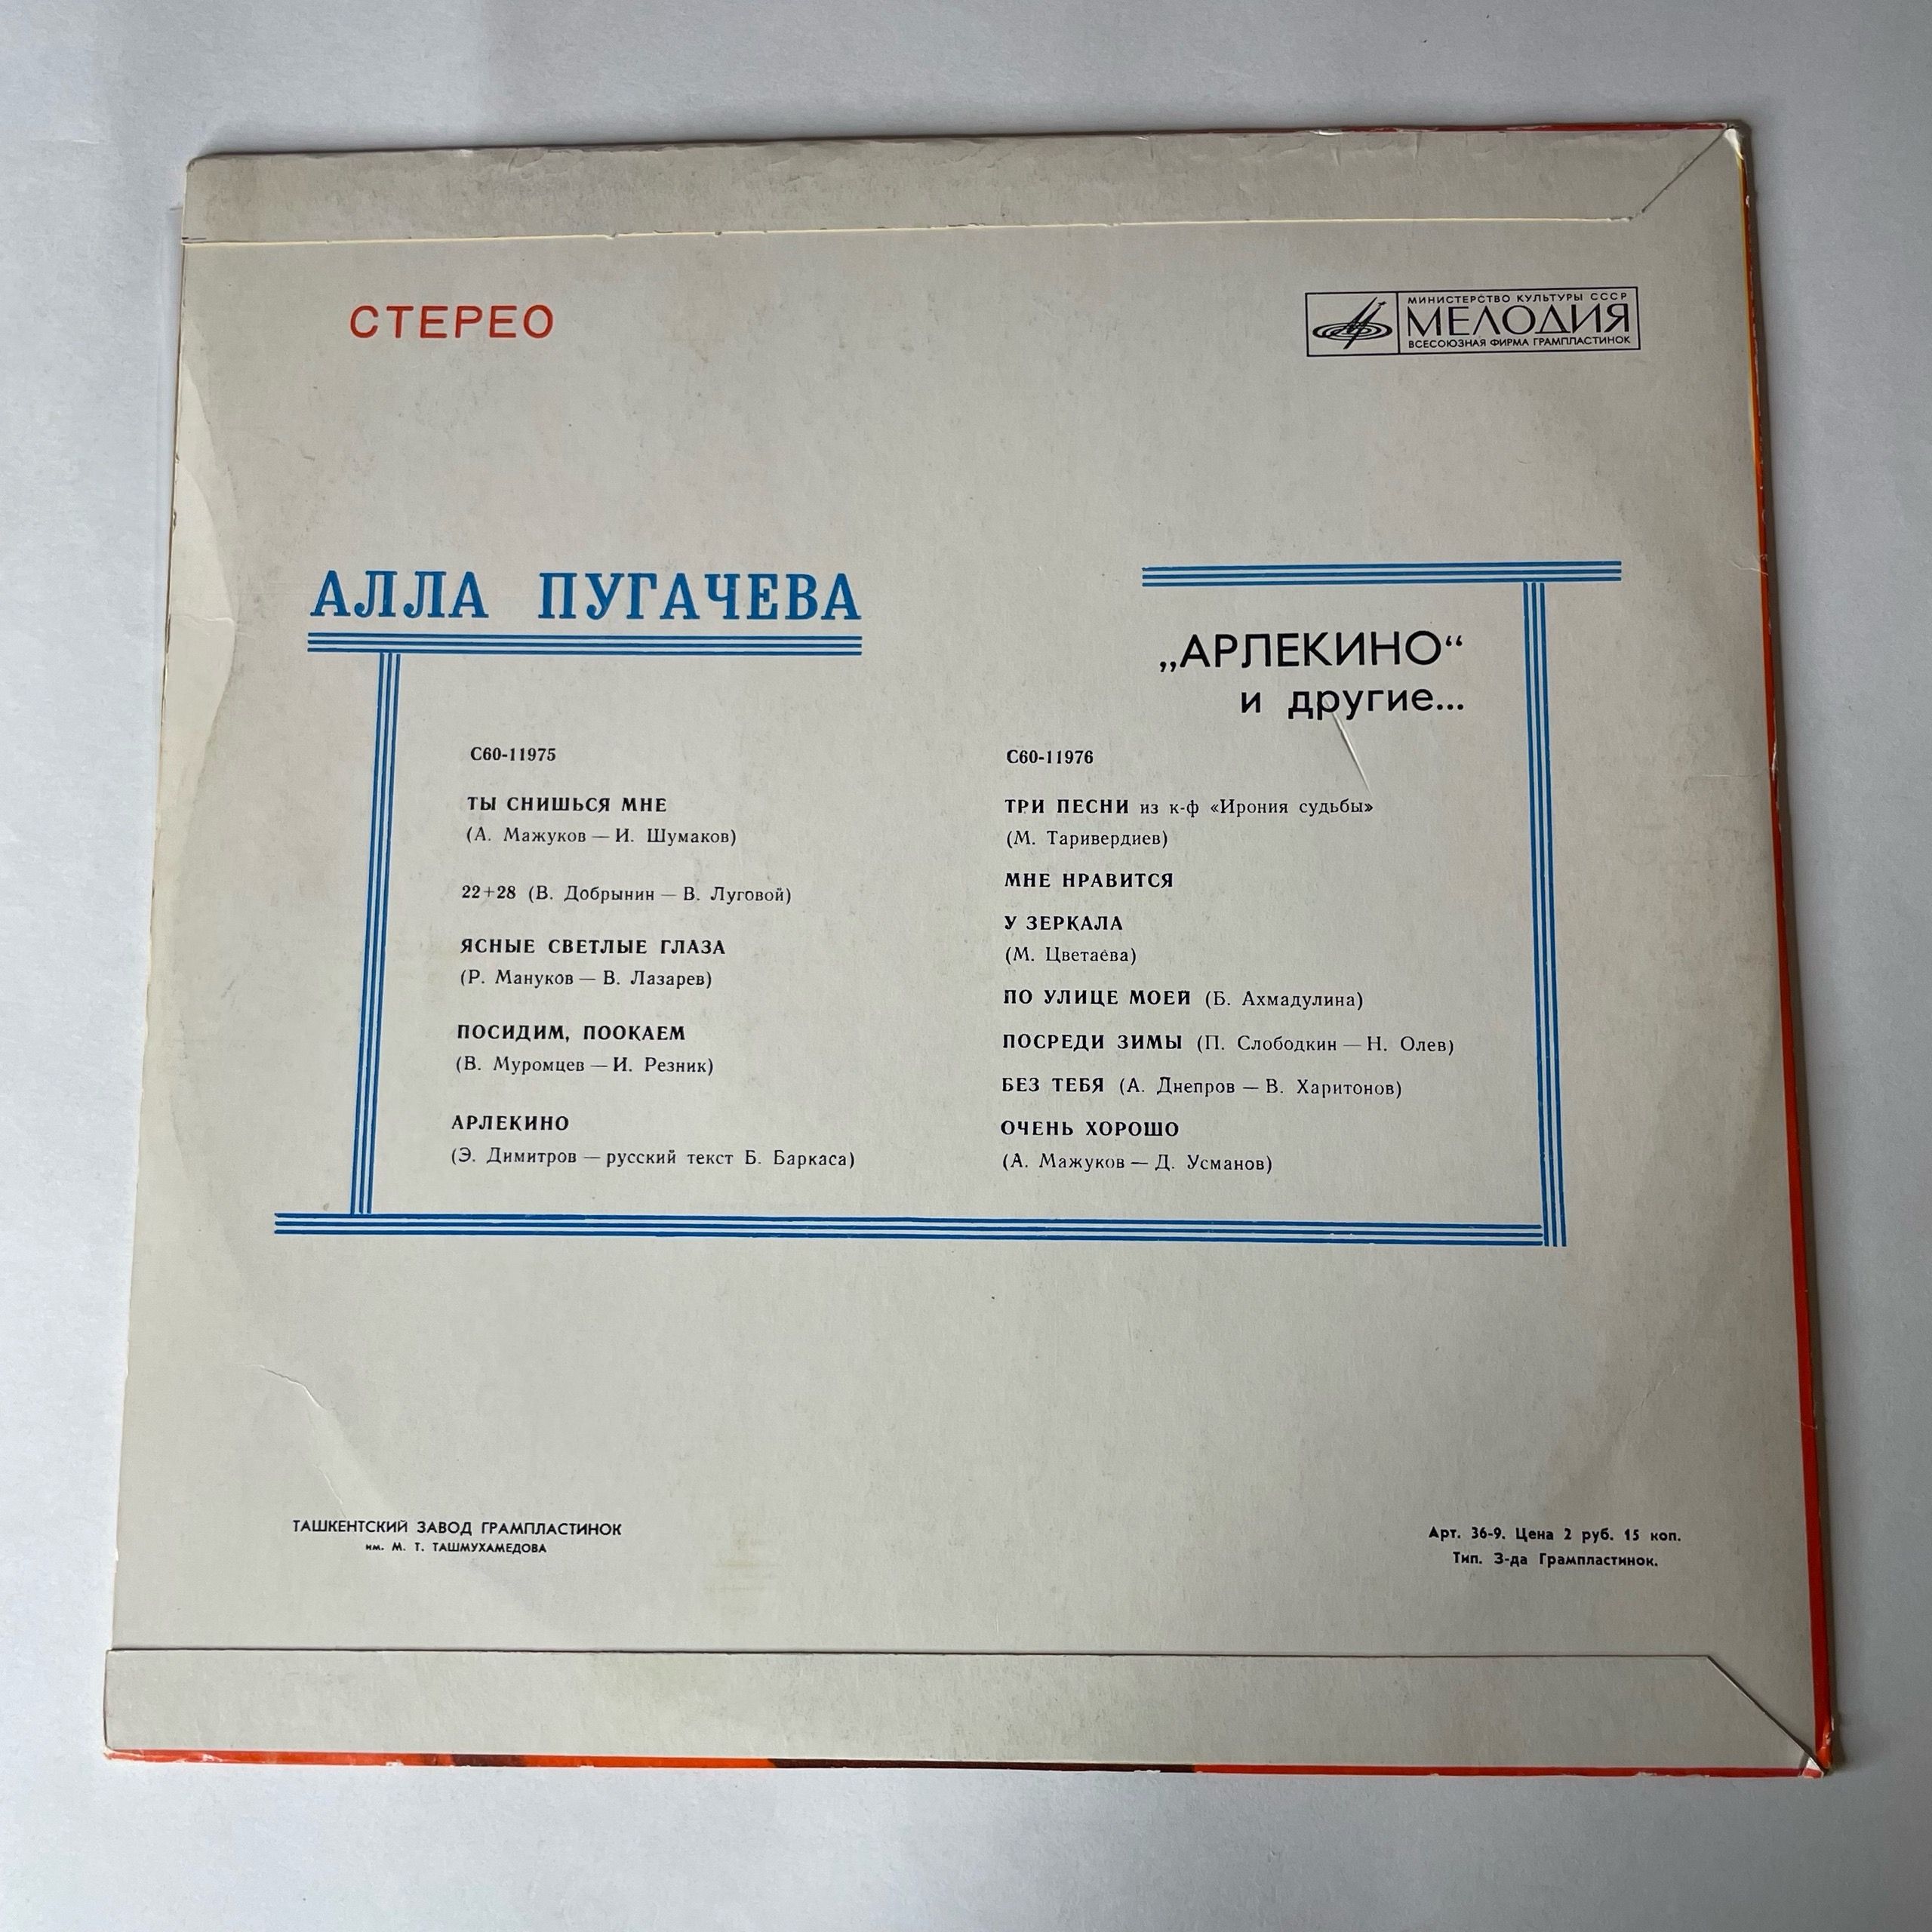 СТЕРЕО
МИНИСТЕРСТВО КУЛЬТУРЫ СССР
МЕЛОДИЯ
ВСЕСОЮЗНАЯ ФИРМА ГРАМПЛАСТИНОК
АЛЛА ПУГАЧЕВА
„АРЛЕКИНО“
и другие...
С60-11975
ТЫ СНИШЬСЯ МНЕ
(А. Мажуков — И. Шумаков)
22+28 (В. Добрынин — В. Луговой)
ЯСНЫЕ СВЕТЛЫЕ ГЛАЗА
(Р. Мануков — В. Лазарев)
ПОСИДИМ, ПООКАЕМ
(В. Муромцев — И. Резник)
АРЛЕКИНО
(Э. Димитров — русский текст Б. Баркаса)
С60-11976
ТРИ ПЕСНИ из к-ф «Ирония судьбы»
(М. Таривердиев)
МНЕ НРАВИТСЯ
У ЗЕРКАЛА
(М. Цветаева)
ПО УЛИЦЕ МОЕЙ (Б. Ахмадулина)
ПОСРЕДИ ЗИМЫ (П. Слободкин — Н. Олев)
БЕЗ ТЕБЯ (А. Днепров — В. Харитонов)
ОЧЕНЬ ХОРОШО
(А. Мажуков — Д. Усманов)
ТАШКЕНТСКИЙ ЗАВОД ГРАМПЛАСТИНОК
им. М. Т. ТАШМУХАМЕДОВА
Арт. 36-9. Цена 2 руб. 15 коп.
Тип. З-да Грампластинок.